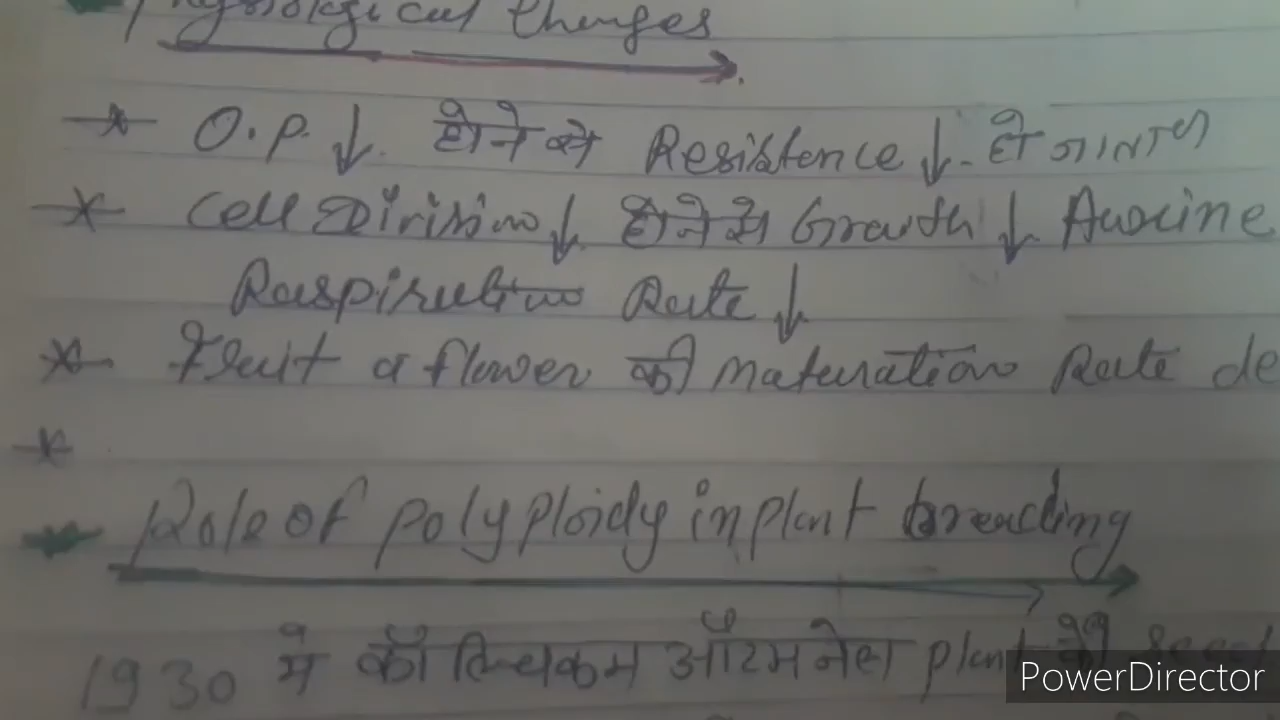 Physiological Changes
* O.P. ↓ होने से Resistence ↓. हो जाता है
* Cell Division ↓ होने से Growth ↓ Auxine
Respiration Rate ↓
* Fruit व flower की maturation Rate de
*
Role of polyploidy in plant breeding
1930 मे कॉल्चिकम ऑटमनेल plant के seed
PowerDirector